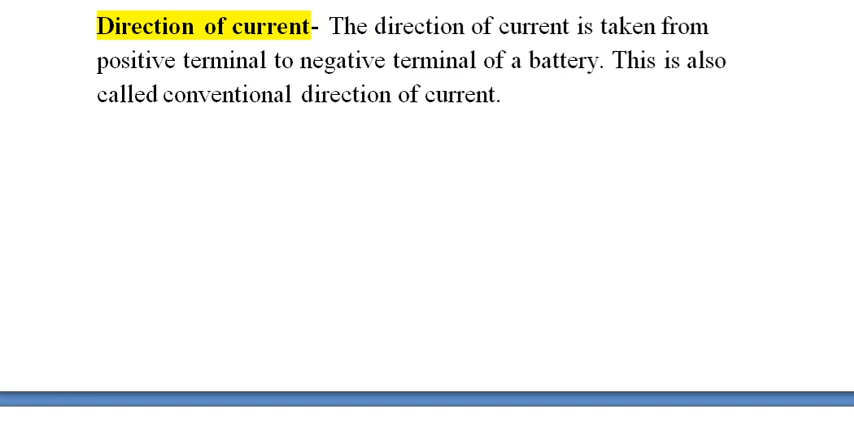 Direction of current- The direction of current is taken from
positive terminal to negative terminal of a battery. This is also
called conventional direction of current.